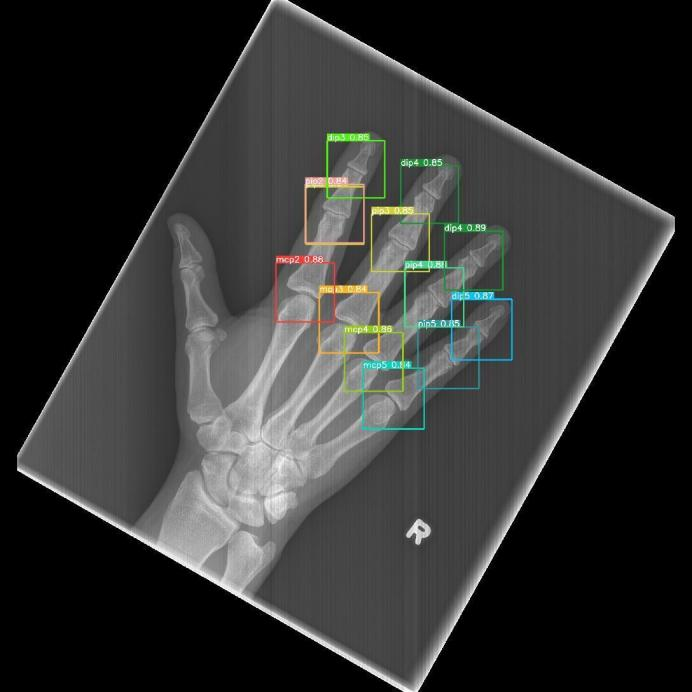 dip3 0.85
dip4 0.85
pip2 0.84
pip3 0.85
dip4 0.89
mcp2 0.88
pip4 0.88
mcp3 0.84
dip5 0.87
mcp4 0.86
pip5 0.85
mcp5 0.84
R